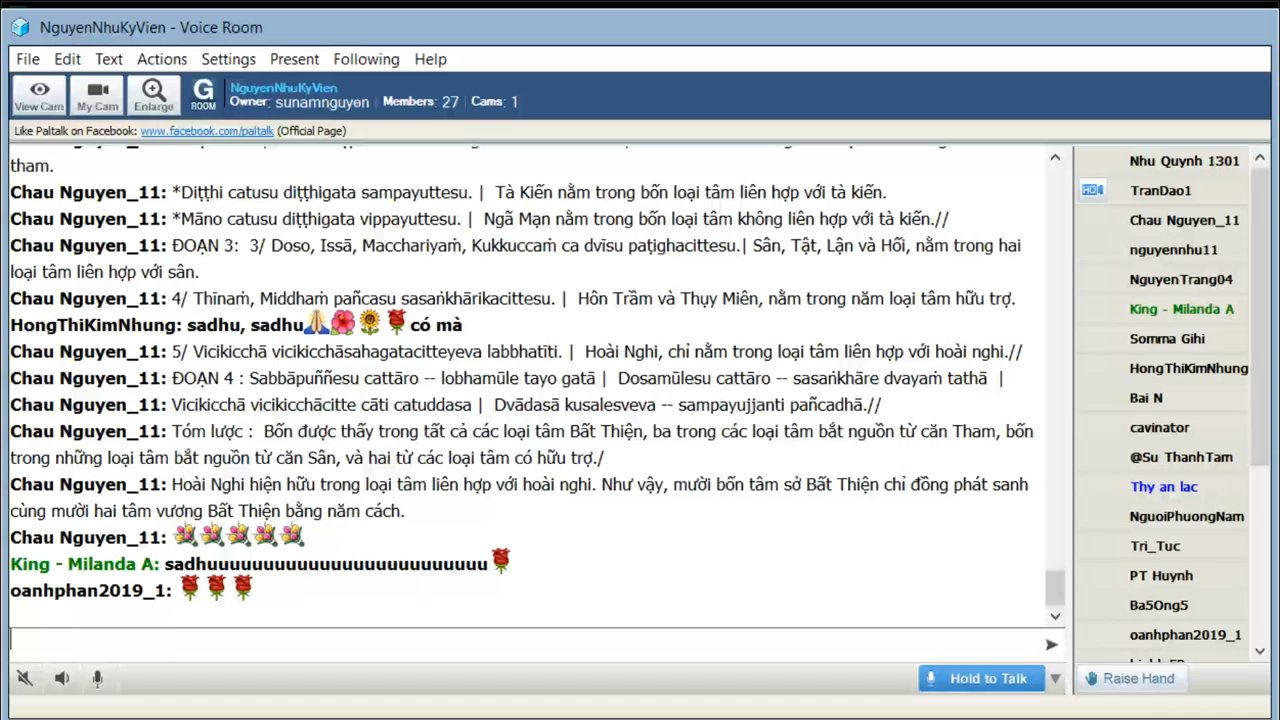 NguyenNhuKyVien - Voice Room
File Edit Text Actions Settings Present Following Help
View Cam My Cam Enlarge G ROOM
NguyenNhuKyVien
Owner: sunamnguyen | Members: 27 | Cams: 1
Like Paltalk on Facebook: www.facebook.com/paltalk (Official Page)
tham.
Chau Nguyen_11: *Diṭṭhi catusu diṭṭhigata sampayuttesu. | Tà Kiến nằm trong bốn loại tâm liên hợp với tà kiến.
Chau Nguyen_11: *Māno catusu diṭṭhigata vippayuttesu. | Ngã Mạn nằm trong bốn loại tâm không liên hợp với tà kiến.//
Chau Nguyen_11: ĐOẠN 3: 3/ Doso, Issā, Macchariyaṁ, Kukkuccaṁ ca dvīsu paṭighacittesu.| Sân, Tật, Lận và Hối, nằm trong hai
loại tâm liên hợp với sân.
Chau Nguyen_11: 4/ Thīnaṁ, Middhaṁ pañcasu sasaṅkhārikacittesu. | Hôn Trầm và Thụy Miên, nằm trong năm loại tâm hữu trợ.
HongThiKimNhung: sadhu, sadhu🙏🌺🌻🌹có mà
Chau Nguyen_11: 5/ Vicikicchā vicikicchāsahagatacitteyeva labbhatīti. | Hoài Nghi, chỉ nằm trong loại tâm liên hợp với hoài nghi.//
Chau Nguyen_11: ĐOẠN 4 : Sabbāpuññesu cattāro -- lobhamūle tayo gatā | Dosamūlesu cattāro -- sasaṅkhāre dvayaṁ tathā |
Chau Nguyen_11: Vicikicchā vicikicchācitte cāti catuddasa | Dvādasā kusalesveva -- sampayujjanti pañcadhā.//
Chau Nguyen_11: Tóm lược : Bốn được thấy trong tất cả các loại tâm Bất Thiện, ba trong các loại tâm bắt nguồn từ căn Tham, bốn
trong những loại tâm bắt nguồn từ căn Sân, và hai từ các loại tâm có hữu trợ./
Chau Nguyen_11: Hoài Nghi hiện hữu trong loại tâm liên hợp với hoài nghi. Như vậy, mười bốn tâm sở Bất Thiện chỉ đồng phát sanh
cùng mười hai tâm vương Bất Thiện bằng năm cách.
Chau Nguyen_11: 💐💐💐💐💐
King - Milanda A: sadhuuuuuuuuuuuuuuuuuuuuuuuuu🌹
oanhphan2019_1: 🌹🌹🌹
Hold to Talk
Nhu Quynh 1301
TranDao1
Chau Nguyen_11
nguyennhu11
NguyenTrang04
King - Milanda A
Somma Gihi
HongThiKimNhung
Bai N
cavinator
@Su ThanhTam
Thy an lac
NguoiPhuongNam
Tri_Tuc
PT Huynh
Ba5Ong5
oanhphan2019_1
Raise Hand